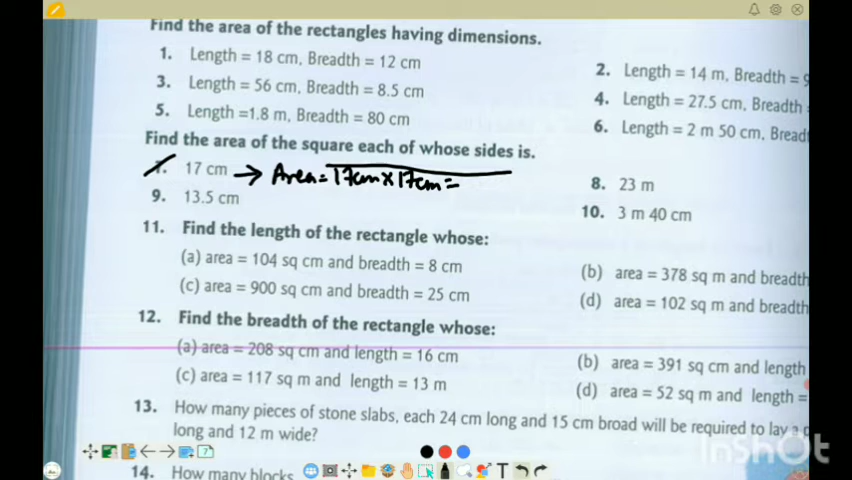 Find the area of the rectangles having dimensions.
1. Length = 18 cm, Breadth = 12 cm
2. Length = 14 m, Breadth = 9
3. Length = 56 cm, Breadth = 8.5 cm
4. Length = 27.5 cm, Breadth
5. Length =1.8 m, Breadth = 80 cm
6. Length = 2 m 50 cm, Bread
Find the area of the square each of whose sides is.
7. 17 cm → Area = 17cm × 17cm =
8. 23 m
9. 13.5 cm
10. 3 m 40 cm
11. Find the length of the rectangle whose:
(a) area = 104 sq cm and breadth = 8 cm
(b) area = 378 sq m and breadth
(c) area = 900 sq cm and breadth = 25 cm
(d) area = 102 sq m and breadth
12. Find the breadth of the rectangle whose:
(a) area = 208 sq cm and length = 16 cm
(b) area = 391 sq cm and length
(c) area = 117 sq m and length = 13 m
(d) area = 52 sq m and length =
13. How many pieces of stone slabs, each 24 cm long and 15 cm broad will be required to lay a
long and 12 m wide?
14. How many blocks
7
T
InShOt